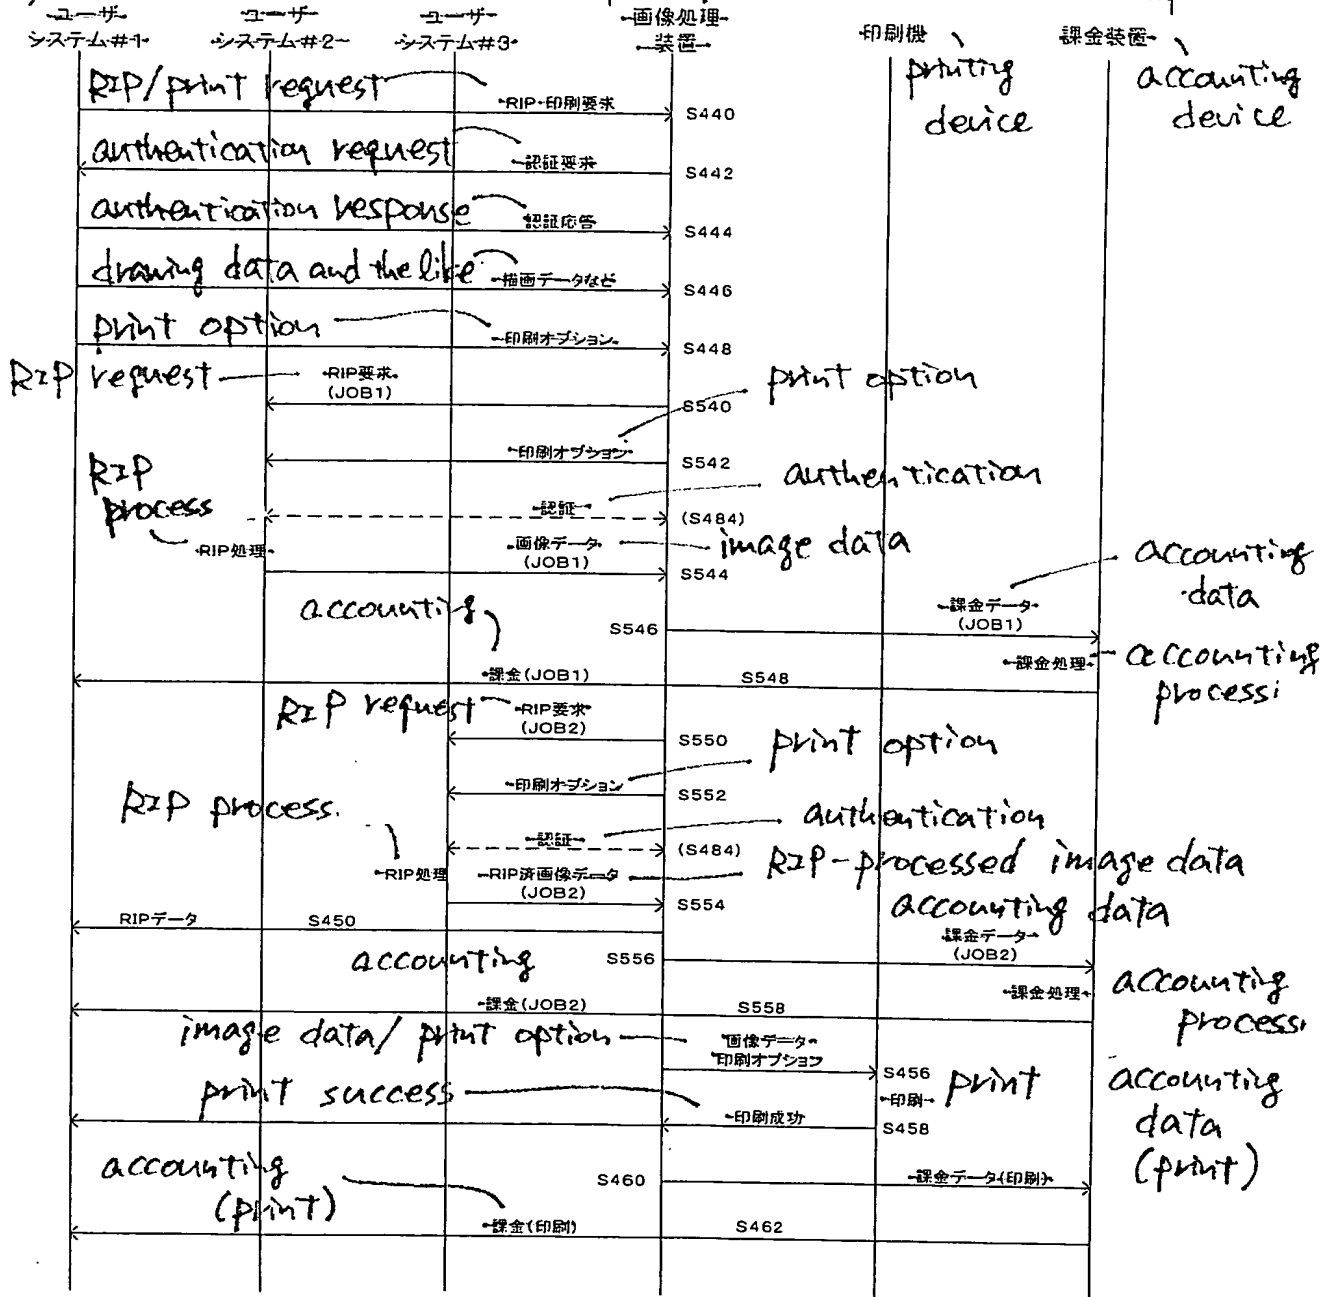 ユーザー
システム#1
ユーザー
システム#2
ユーザー
システム#3
画像処理
装置
印刷機
課金装置
printing
device
accounting
device
RIP/print request
RIP・印刷要求
S440
authentication request
認証要求
S442
authentication response
認証応答
S444
drawing data and the like
描画データなど
S446
print option
印刷オプション
S448
RIP request
RIP要求
(JOB1)
S540
print option
印刷オプション
S542
authentication
認証
(S484)
RIP
process
RIP処理
画像データ
(JOB1)
image data
S544
accounting
data
課金データ
(JOB1)
S546
accounting
課金処理
accounting
processi
課金(JOB1)
S548
RIP request
RIP要求
(JOB2)
S550
print option
印刷オプション
S552
RIP process
authentication
認証
(S484)
RIP処理
RIP済画像データ
(JOB2)
RIP-processed image data
S554
accounting data
RIPデータ
S450
課金データ
(JOB2)
accounting
S556
課金処理
accounting
process
課金(JOB2)
S558
image data/ print option
画像データ
印刷オプション
S456
print success
印刷
print
印刷成功
S458
accounting
data
(print)
accounting
(print)
S460
課金データ(印刷)
課金(印刷)
S462